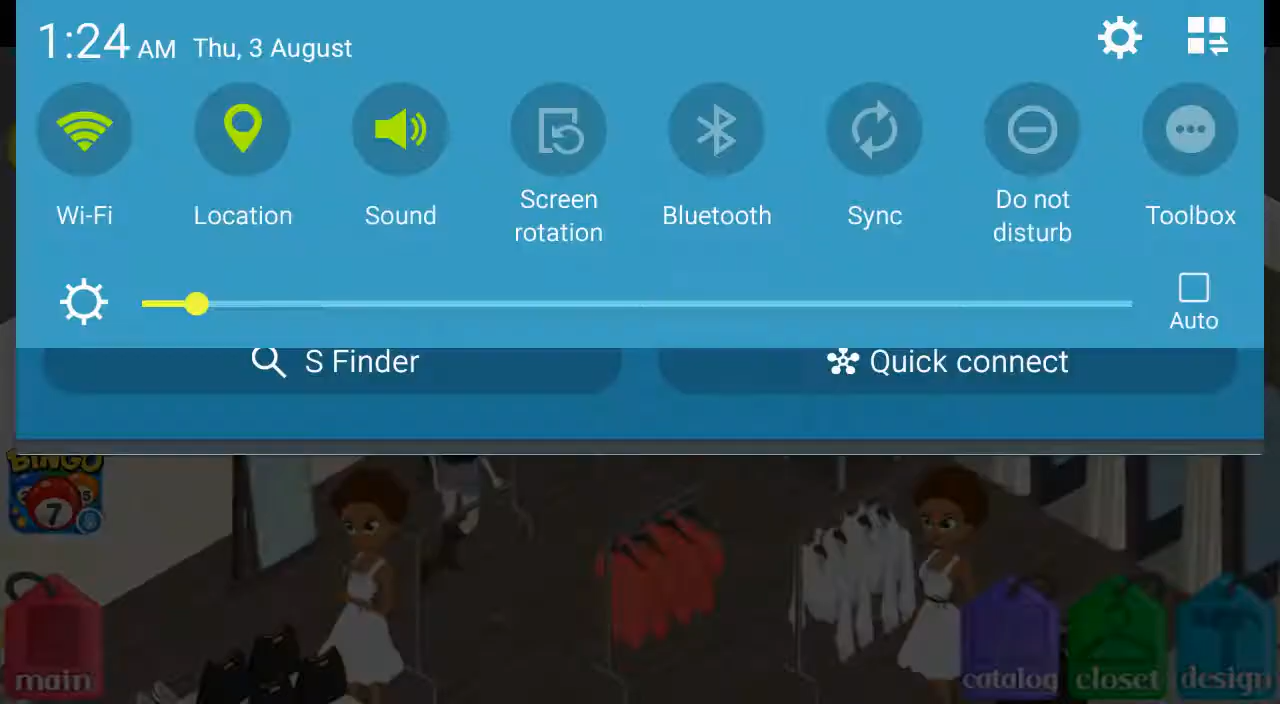 1:24 AM Thu, 3 August
Wi-Fi
Location
Sound
Screen rotation
Bluetooth
Sync
Do not disturb
Toolbox
Auto
S Finder
Quick connect
BINGO
7
main
catalog
closet
design